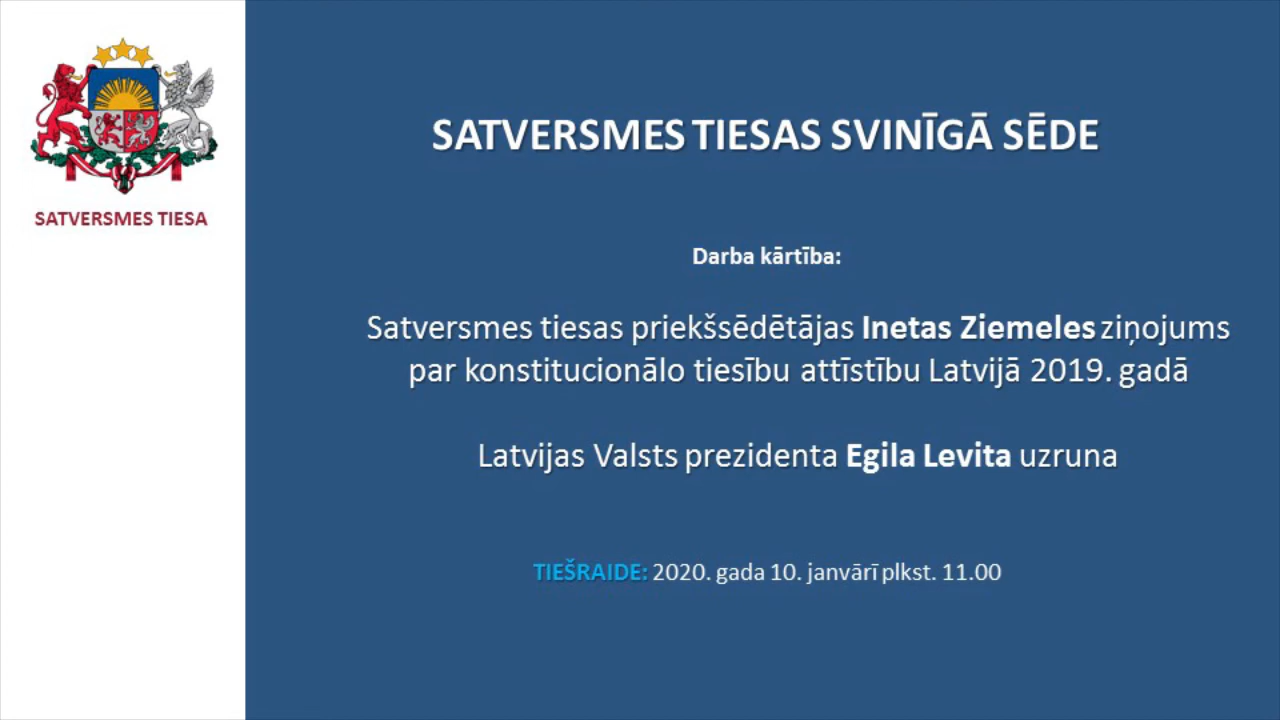 SATVERSMES TIESA
SATVERSMES TIESAS SVINĪGĀ SĒDE
Darba kārtība:
Satversmes tiesas priekšsēdētājas Inetas Ziemeles ziņojums
par konstitucionālo tiesību attīstību Latvijā 2019. gadā
Latvijas Valsts prezidenta Egila Levita uzruna
TIEŠRAIDE: 2020. gada 10. janvārī plkst. 11.00